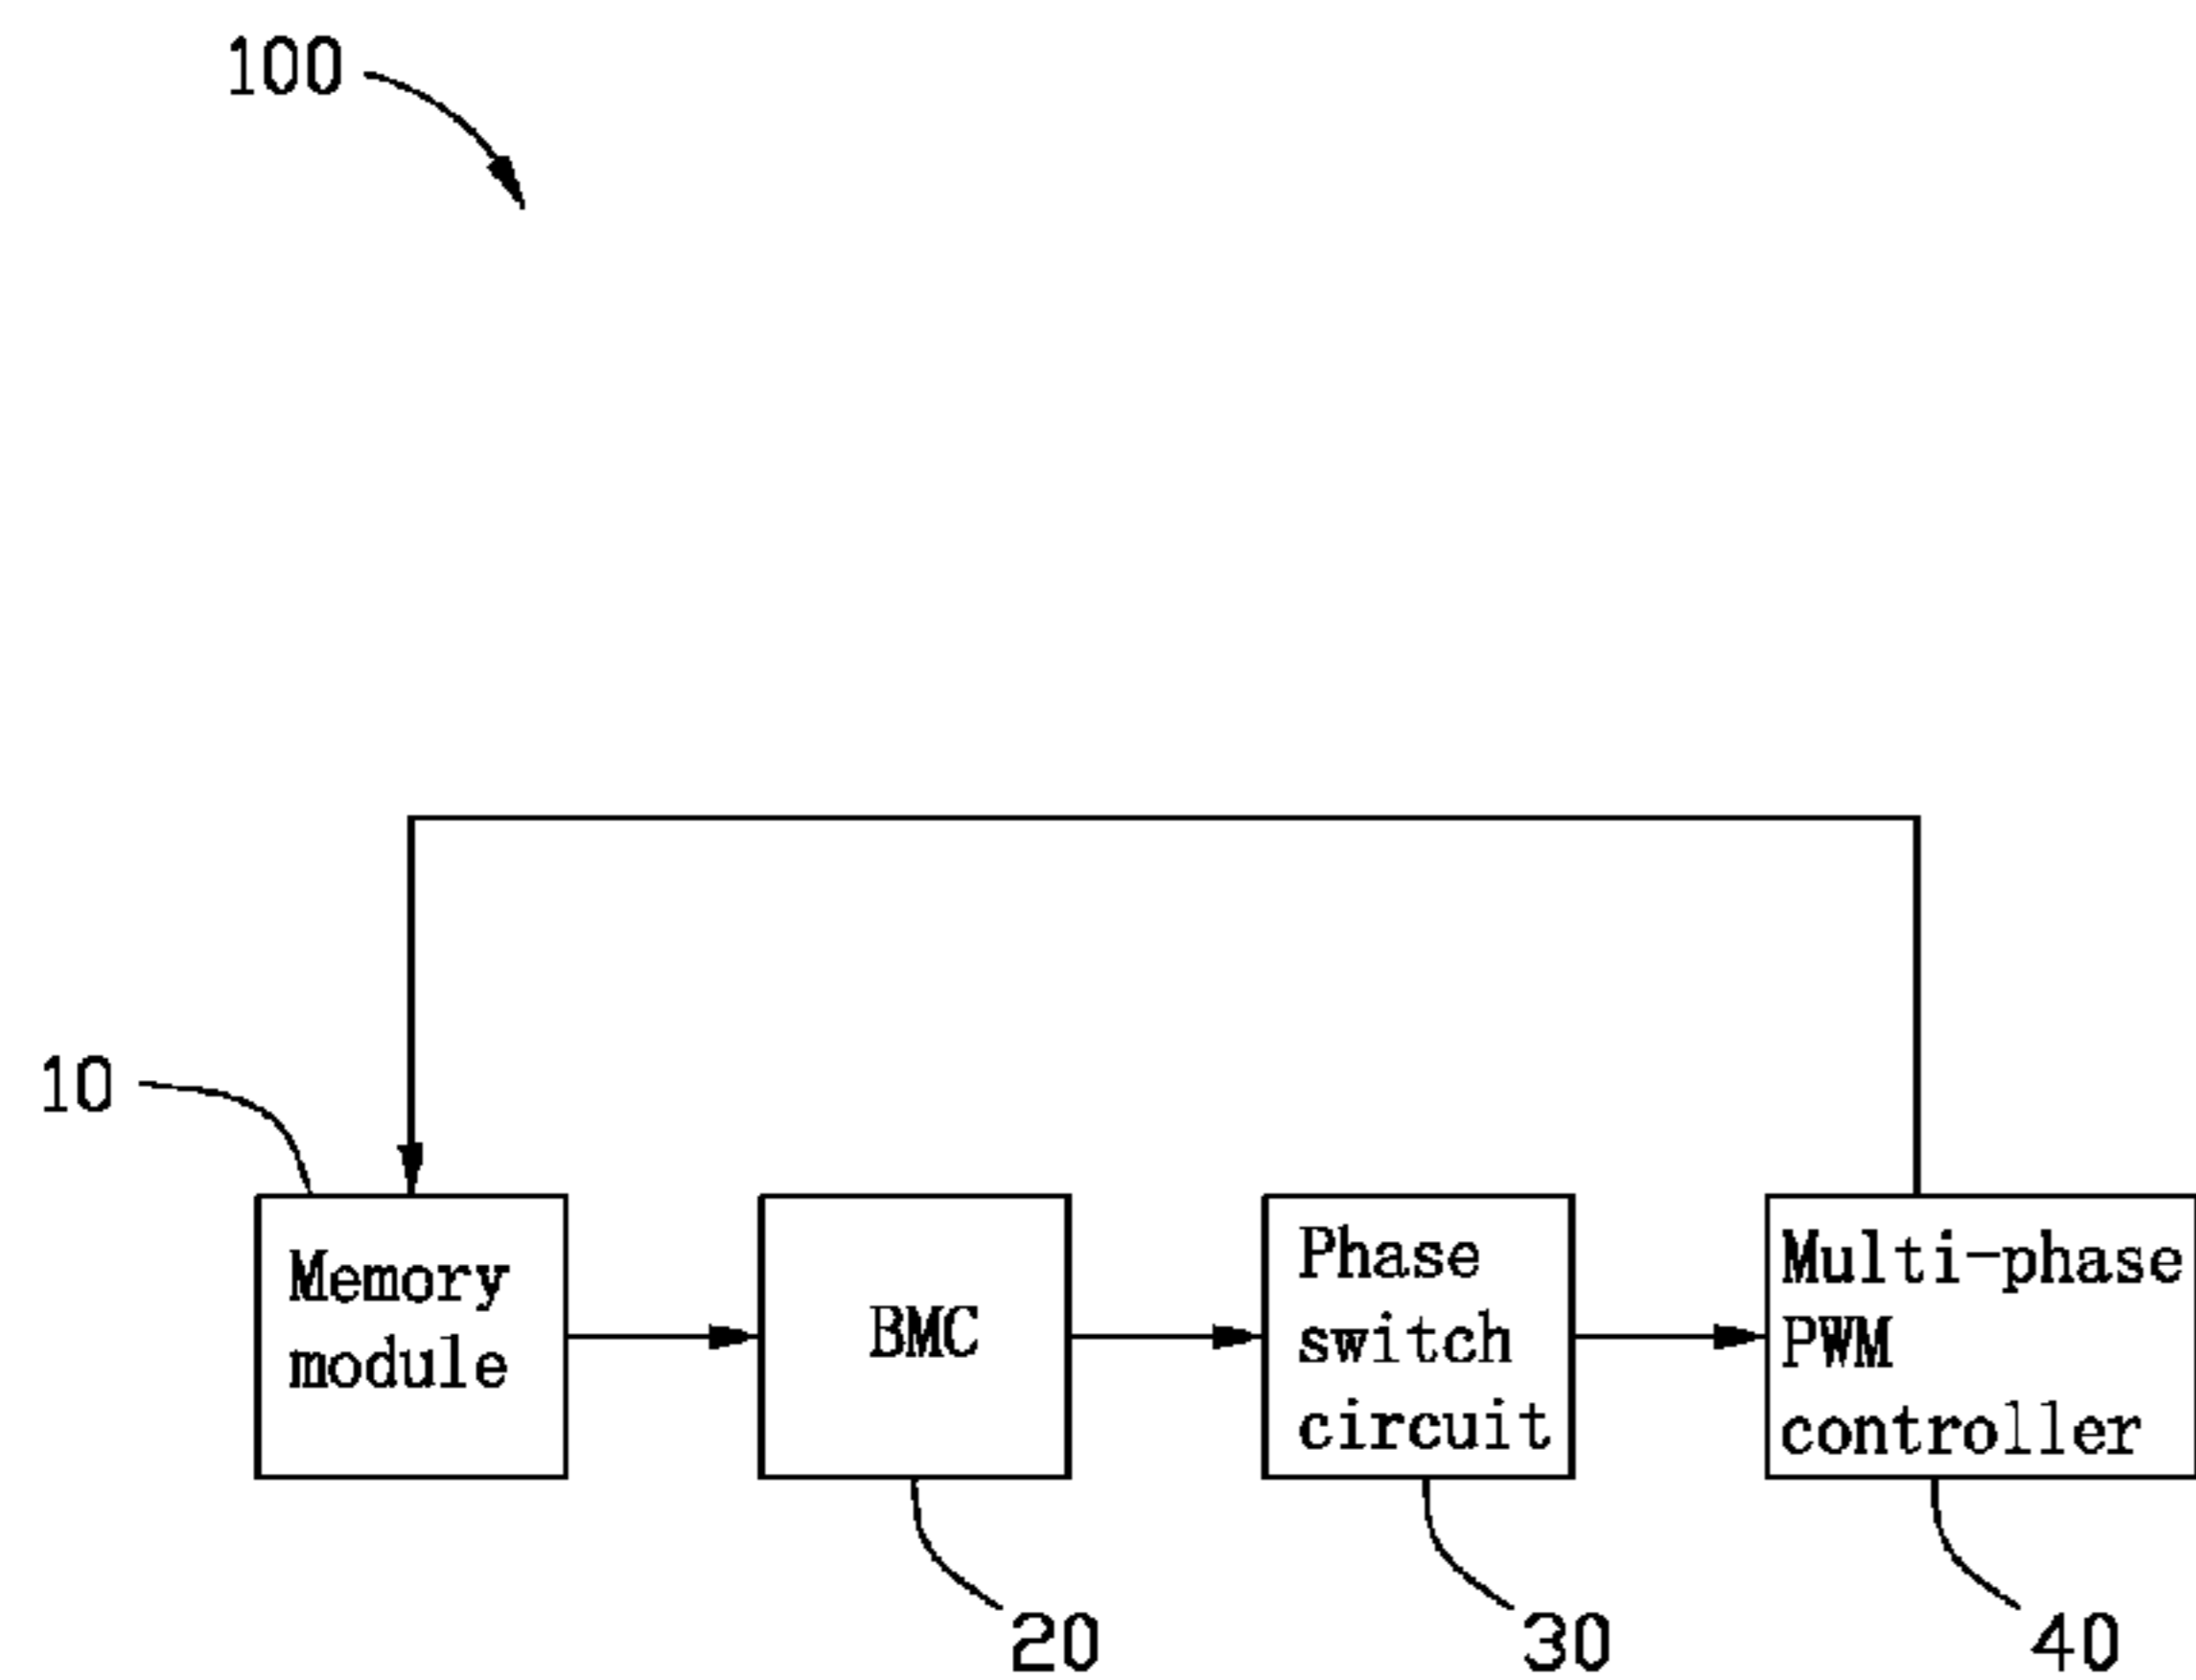 100
10
Memory
module
BMC
Phase
switch
circuit
Multi-phase
PWM
controller
20
30
40